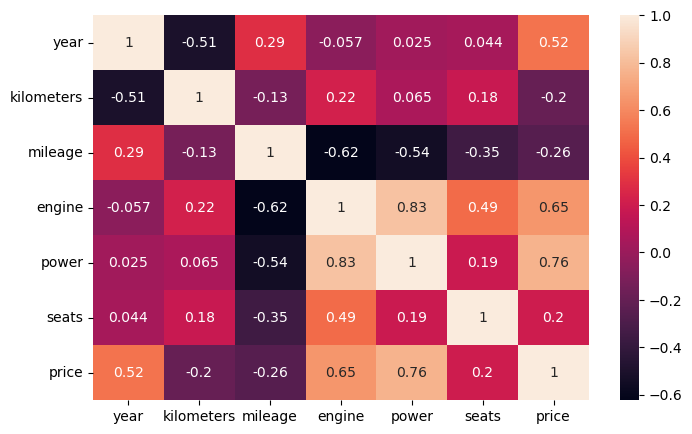 year 1 -0.51 0.29 -0.057 0.025 0.044 0.52
kilometers -0.51 1 -0.13 0.22 0.065 0.18 -0.2
mileage 0.29 -0.13 1 -0.62 -0.54 -0.35 -0.26
engine -0.057 0.22 -0.62 1 0.83 0.49 0.65
power 0.025 0.065 -0.54 0.83 1 0.19 0.76
seats 0.044 0.18 -0.35 0.49 0.19 1 0.2
price 0.52 -0.2 -0.26 0.65 0.76 0.2 1
year kilometers mileage engine power seats price
1.0
0.8
0.6
0.4
0.2
0.0
−0.2
−0.4
−0.6